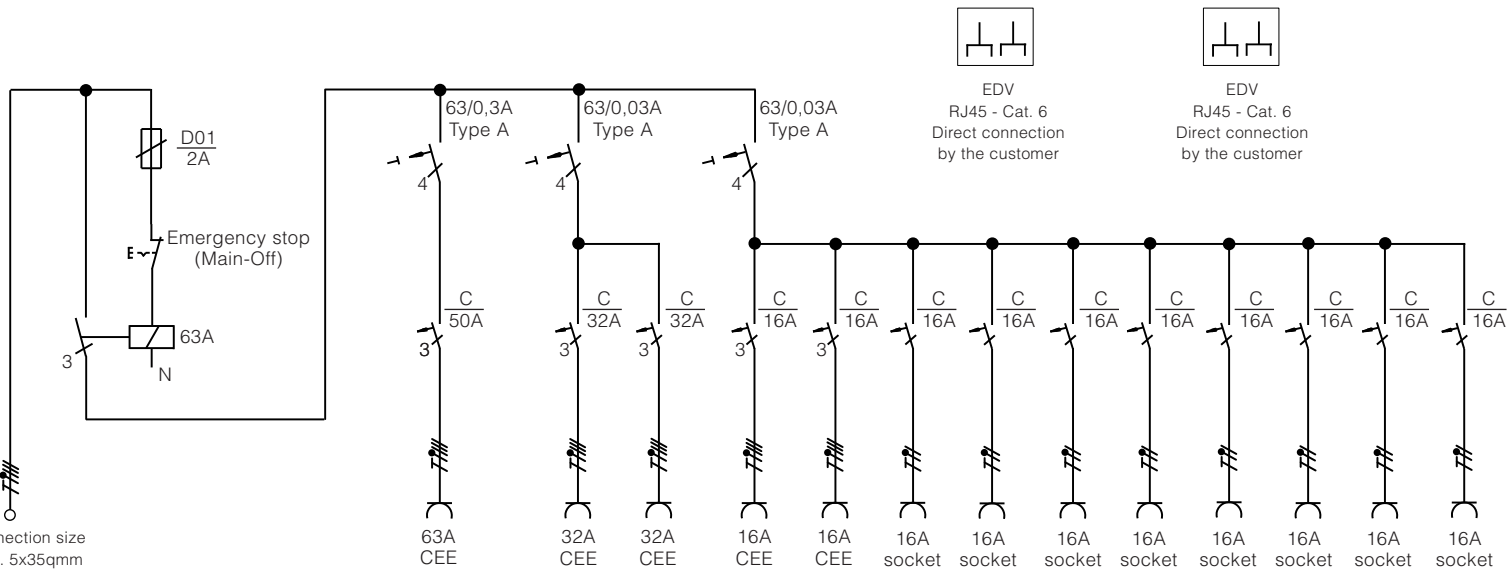 EDV
RJ45 - Cat. 6
Direct connection
by the customer
EDV
RJ45 - Cat. 6
Direct connection
by the customer
63/0,3A
Type A
63/0,03A
Type A
63/0,03A
Type A
D01
2A
4
4
4
Emergency stop
(Main-Off)
63A
3
N
C
50A
3
C
32A
3
C
32A
3
C
16A
3
C
16A
3
C
16A
C
16A
C
16A
C
16A
C
16A
C
16A
C
16A
C
16A
size
5x35qmm
63A
CEE
32A
CEE
32A
CEE
16A
CEE
16A
CEE
16A
socket
16A
socket
16A
socket
16A
socket
16A
socket
16A
socket
16A
socket
16A
socket